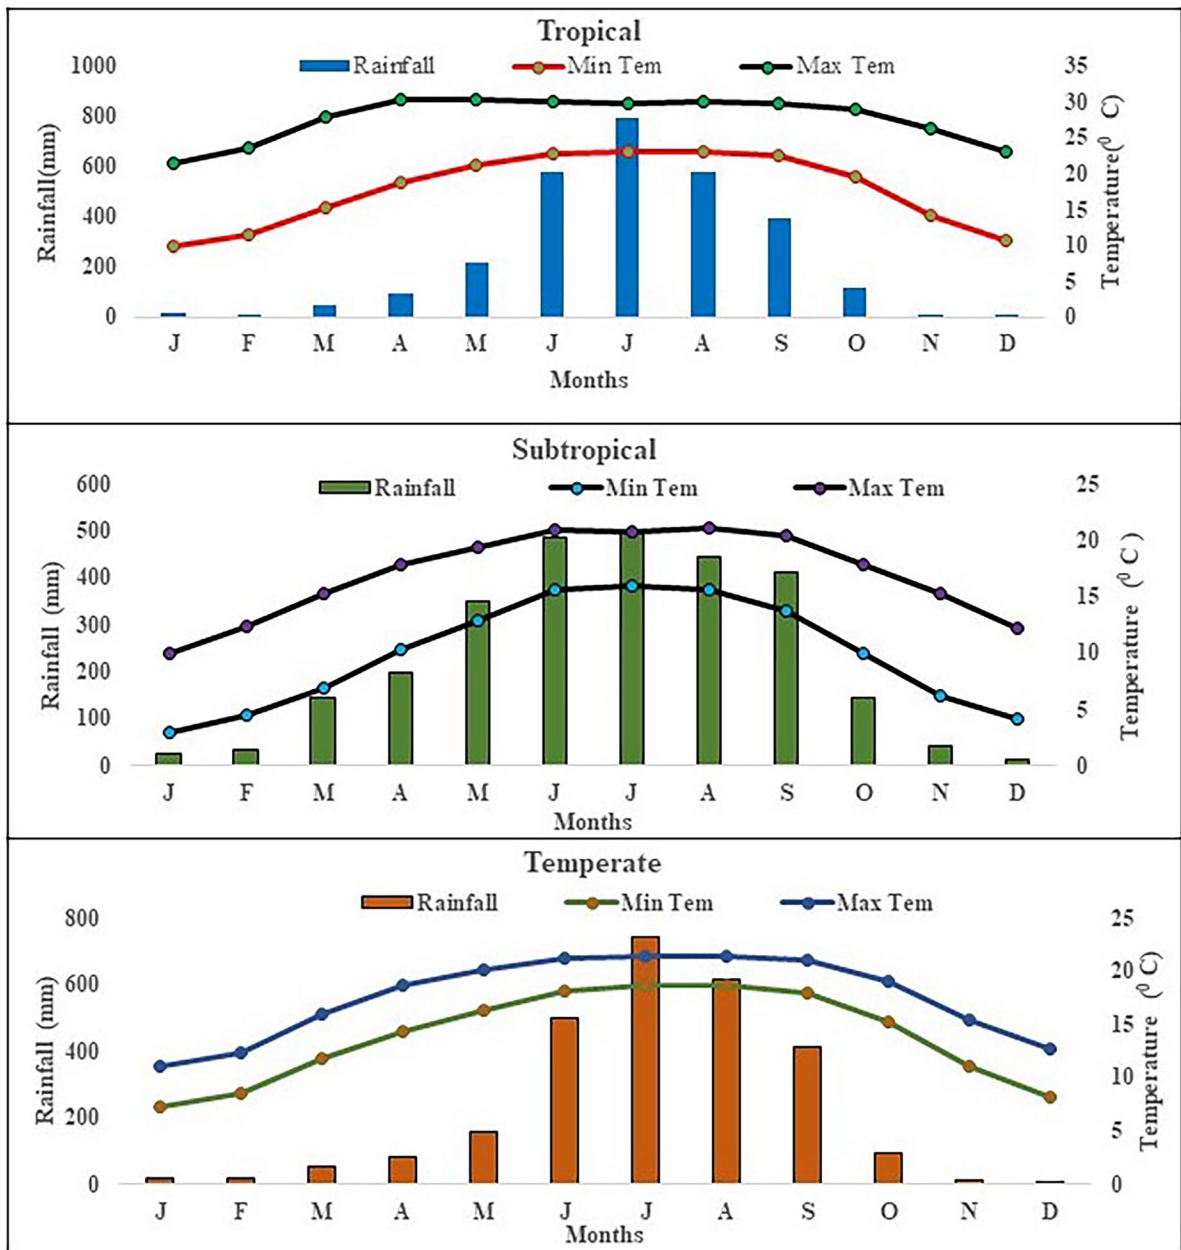 Tropical
Rainfall Min Tem Max Tem
1000
800
600
400
200
0
Rainfall(mm)
35
30
25
20
15
10
5
0
Temperature(⁰ C)
J F M A M J J A S O N D
Months
Subtropical
Rainfall Min Tem Max Tem
600
500
400
300
200
100
0
Rainfall (mm)
25
20
15
10
5
0
Temperature (⁰ C )
J F M A M J J A S O N D
Months
Temperate
Rainfall Min Tem Max Tem
800
600
400
200
0
Rainfall (mm)
25
20
15
10
5
0
Temperature (⁰ C)
J F M A M J J A S O N D
Months